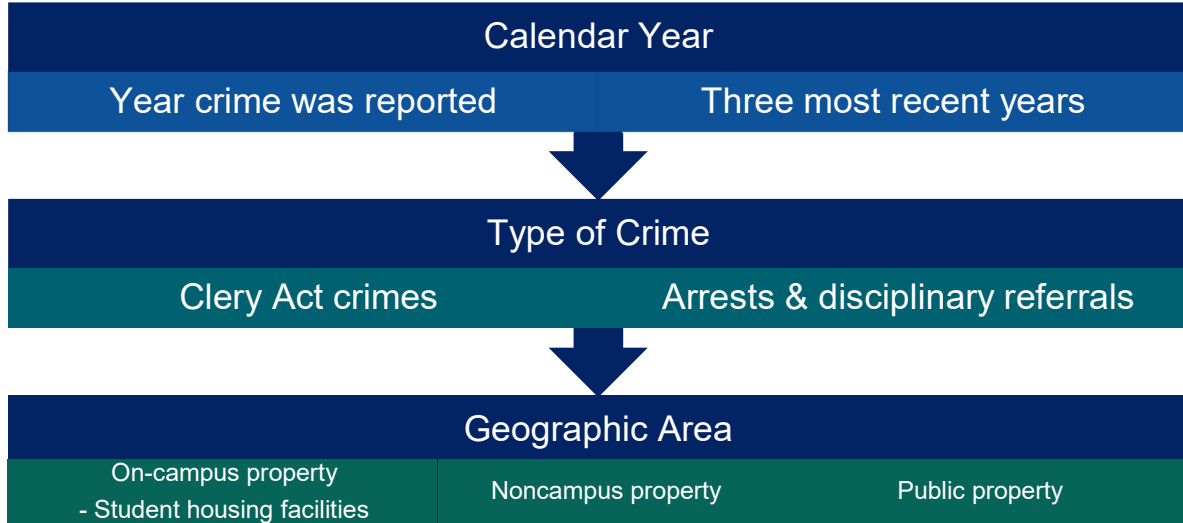 Calendar Year
Year crime was reported
Three most recent years
Type of Crime
Clery Act crimes
Arrests & disciplinary referrals
Geographic Area
On-campus property
- Student housing facilities
Noncampus property
Public property